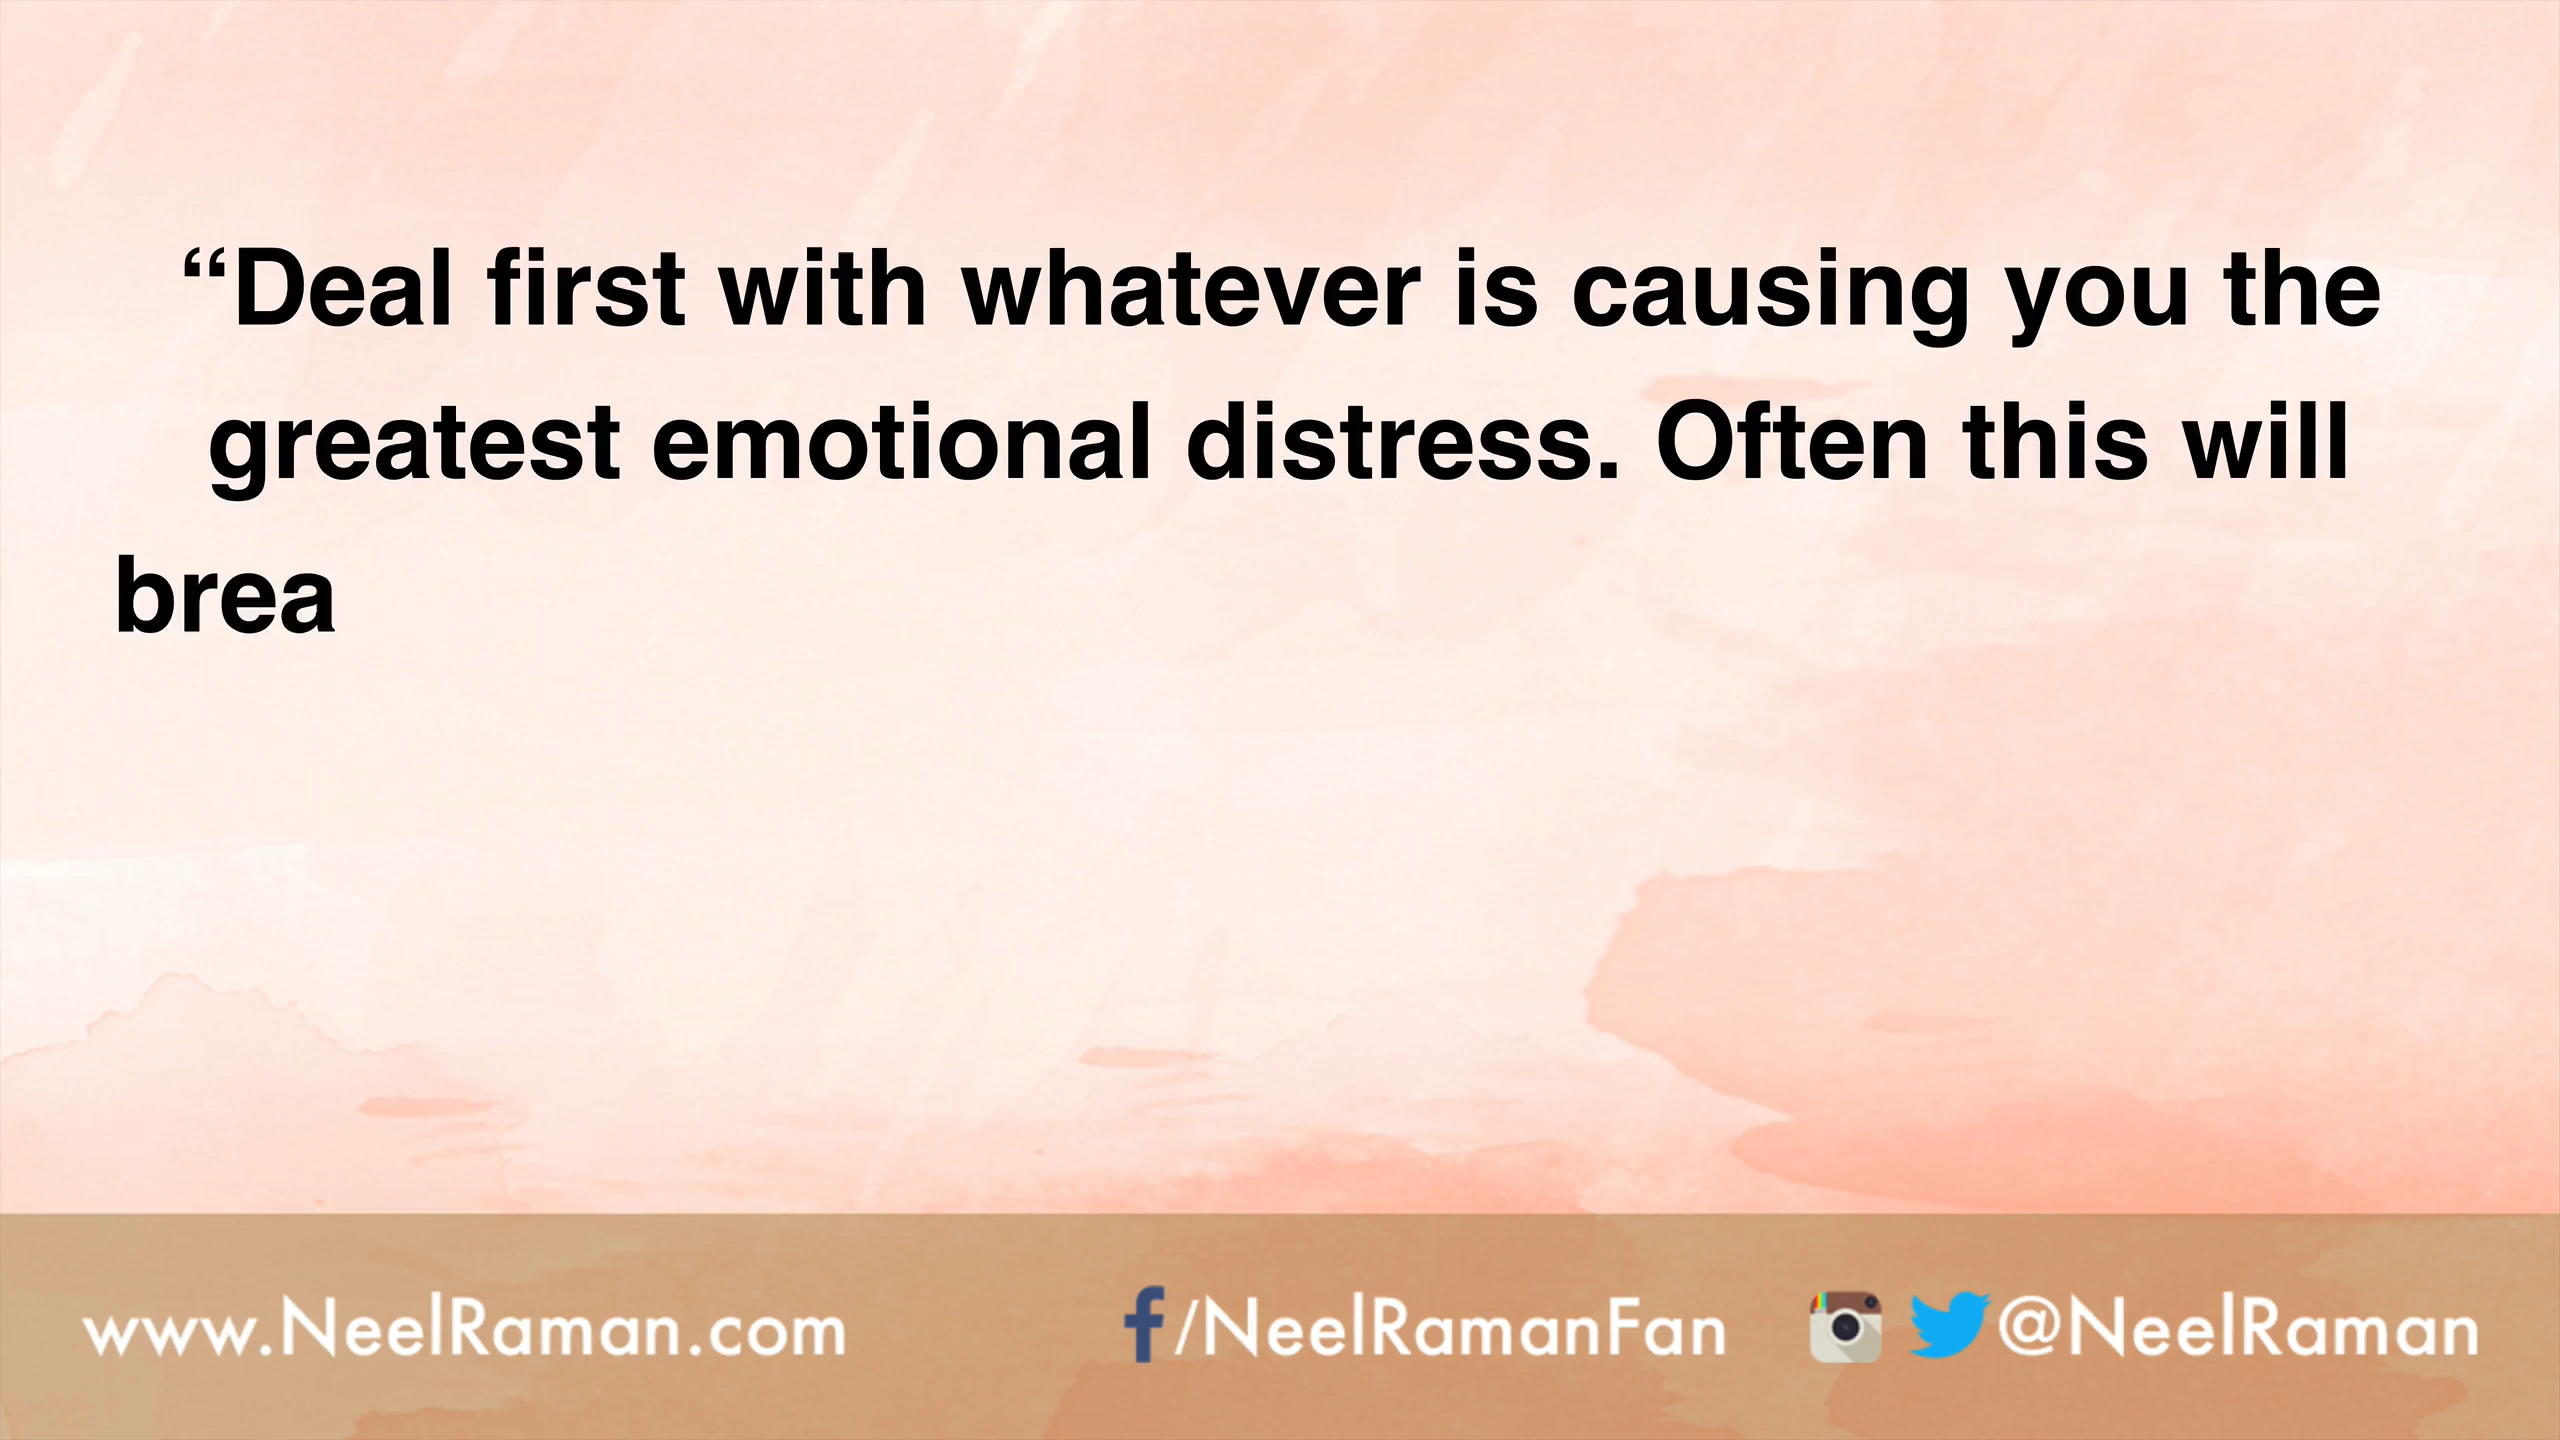 “Deal first with whatever is causing you the
greatest emotional distress. Often this will
brea
www.NeelRaman.com /NeelRamanFan @NeelRaman